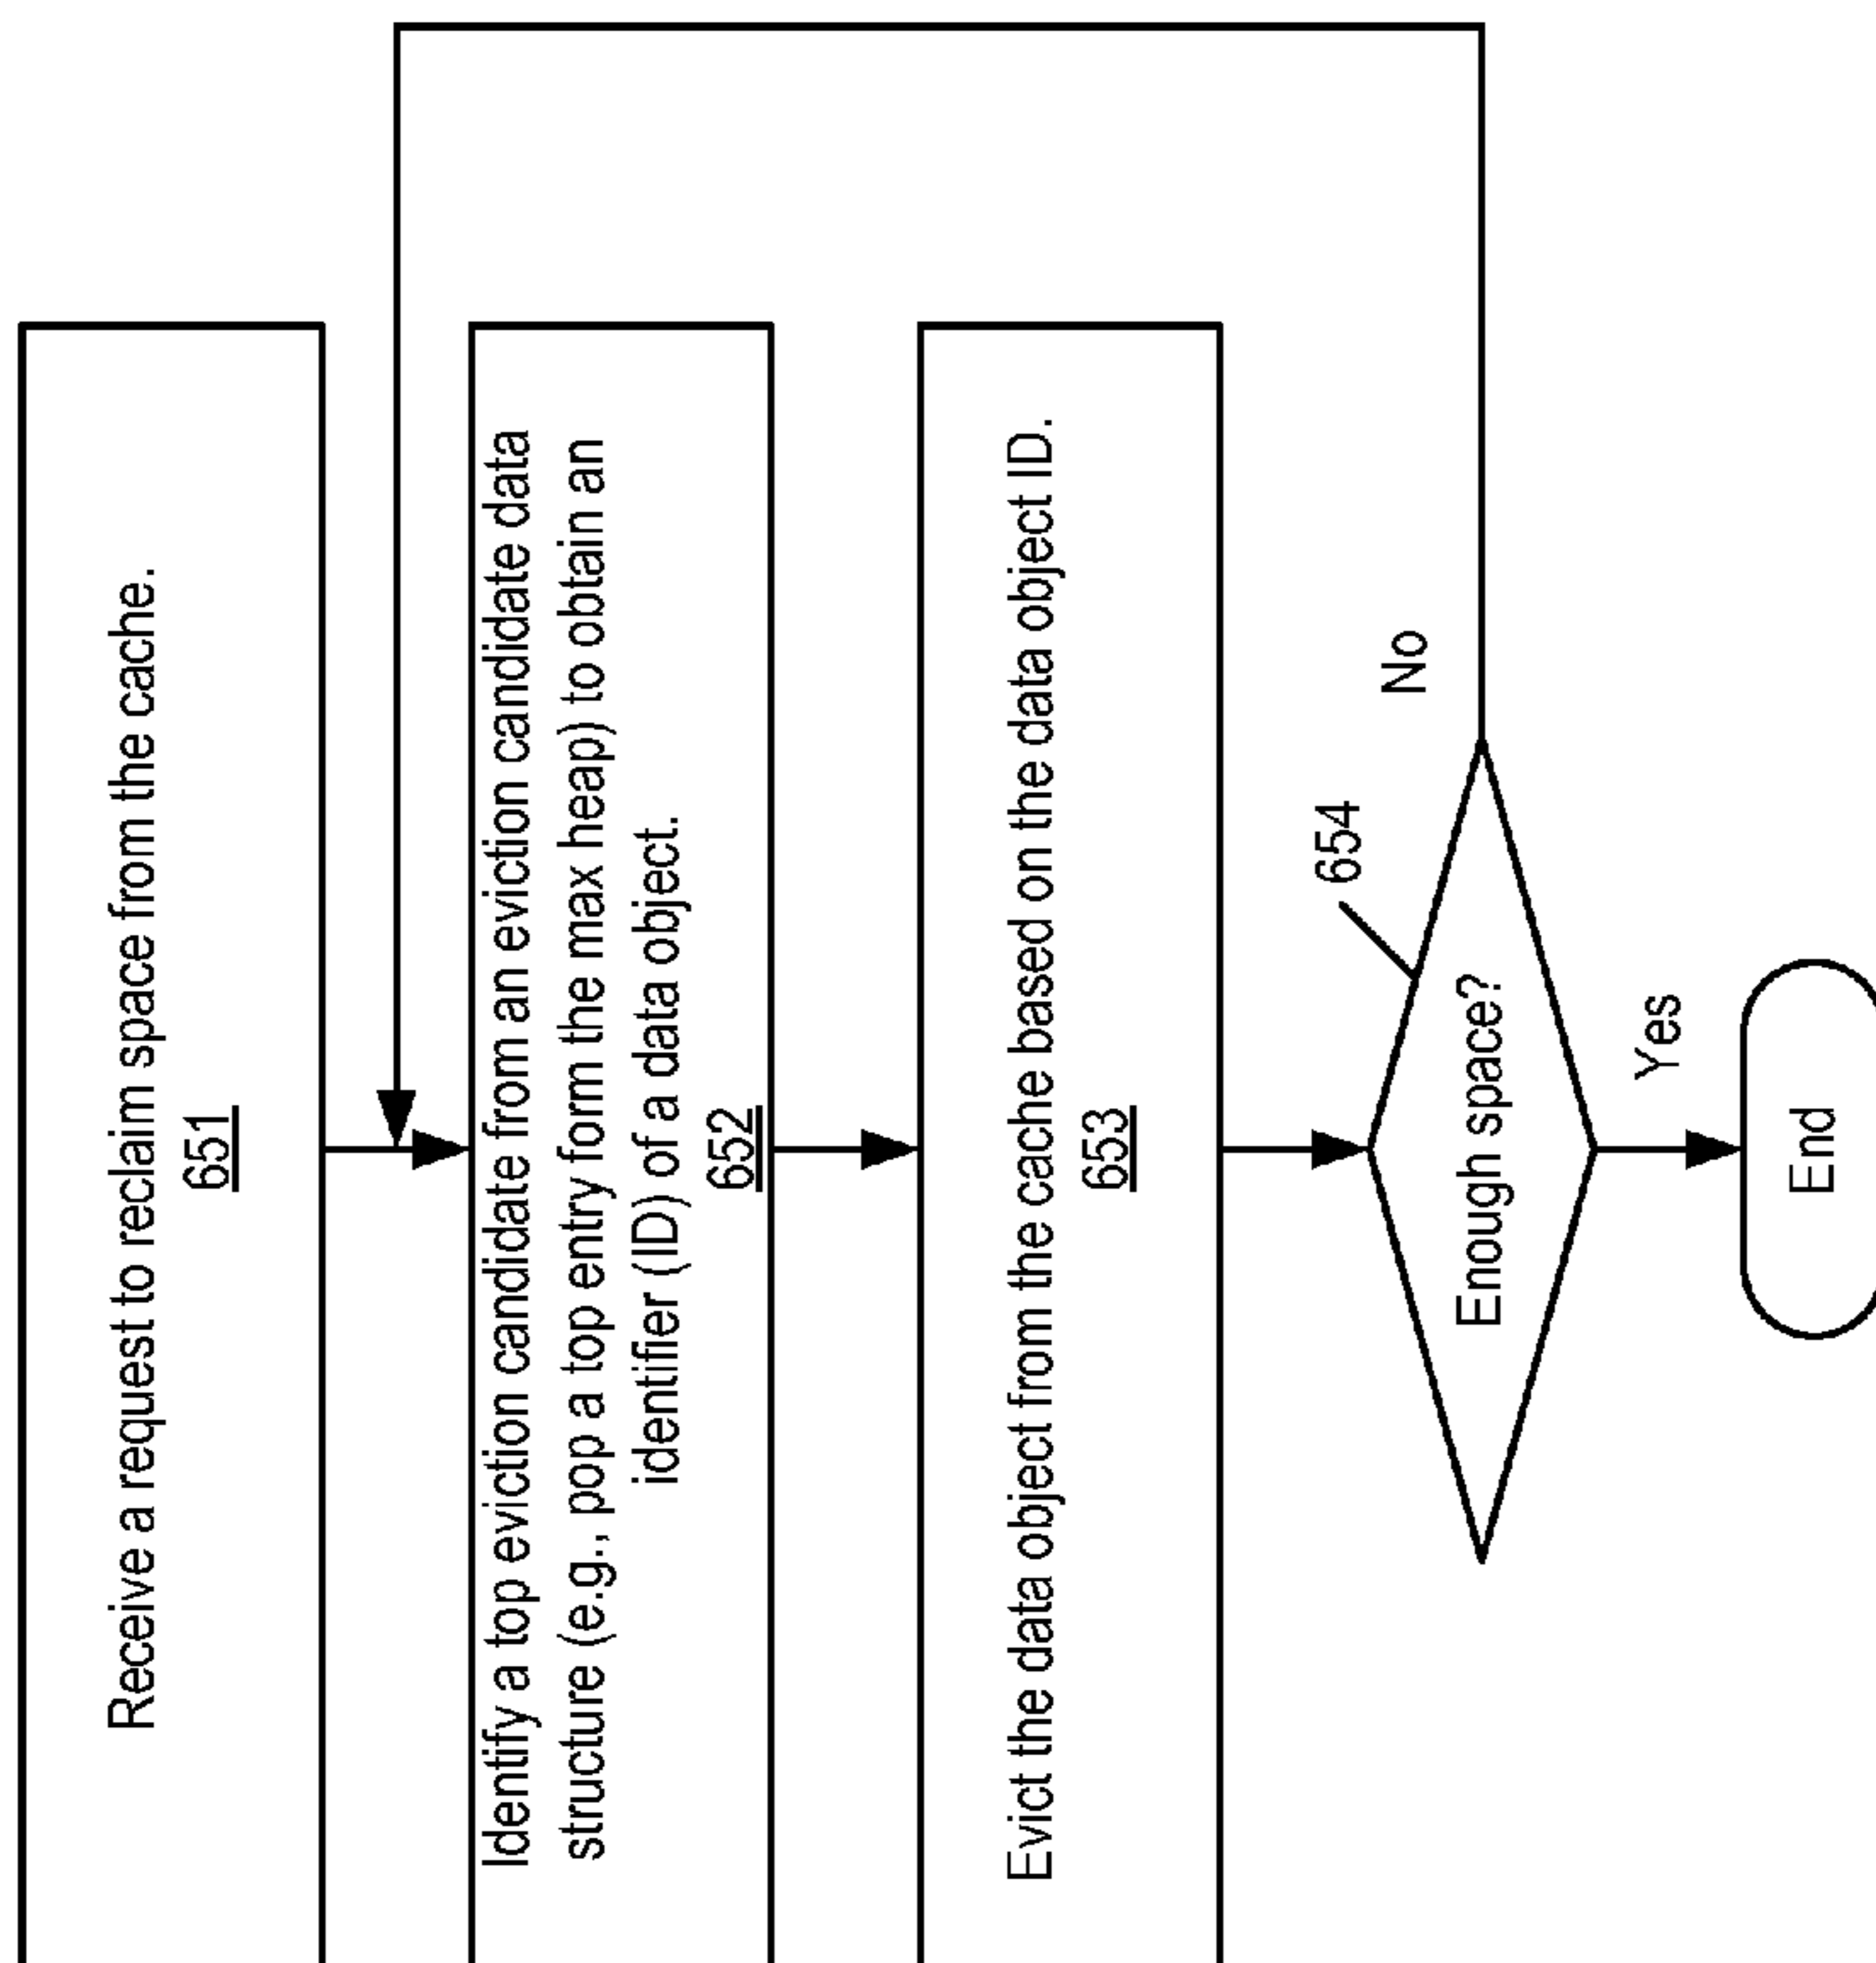 Receive a request to reclaim space from the cache.
651
Identify a top eviction candidate from an eviction candidate data
structure (e.g., pop a top entry form the max heap) to obtain an
identifier (ID) of a data object.
652
Evict the data object from the cache based on the data object ID.
653
654
Enough space?
No
Yes
End